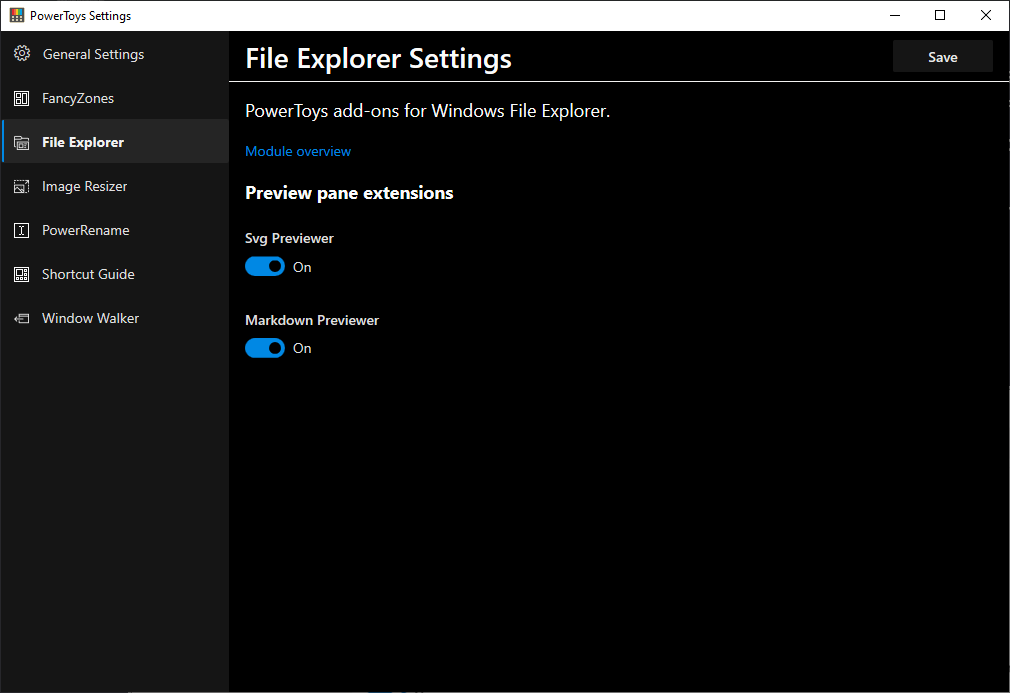 PowerToys Settings
General Settings
FancyZones
File Explorer
Image Resizer
PowerRename
Shortcut Guide
Window Walker
File Explorer Settings
Save
PowerToys add-ons for Windows File Explorer.
Module overview
Preview pane extensions
Svg Previewer
On
Markdown Previewer
On